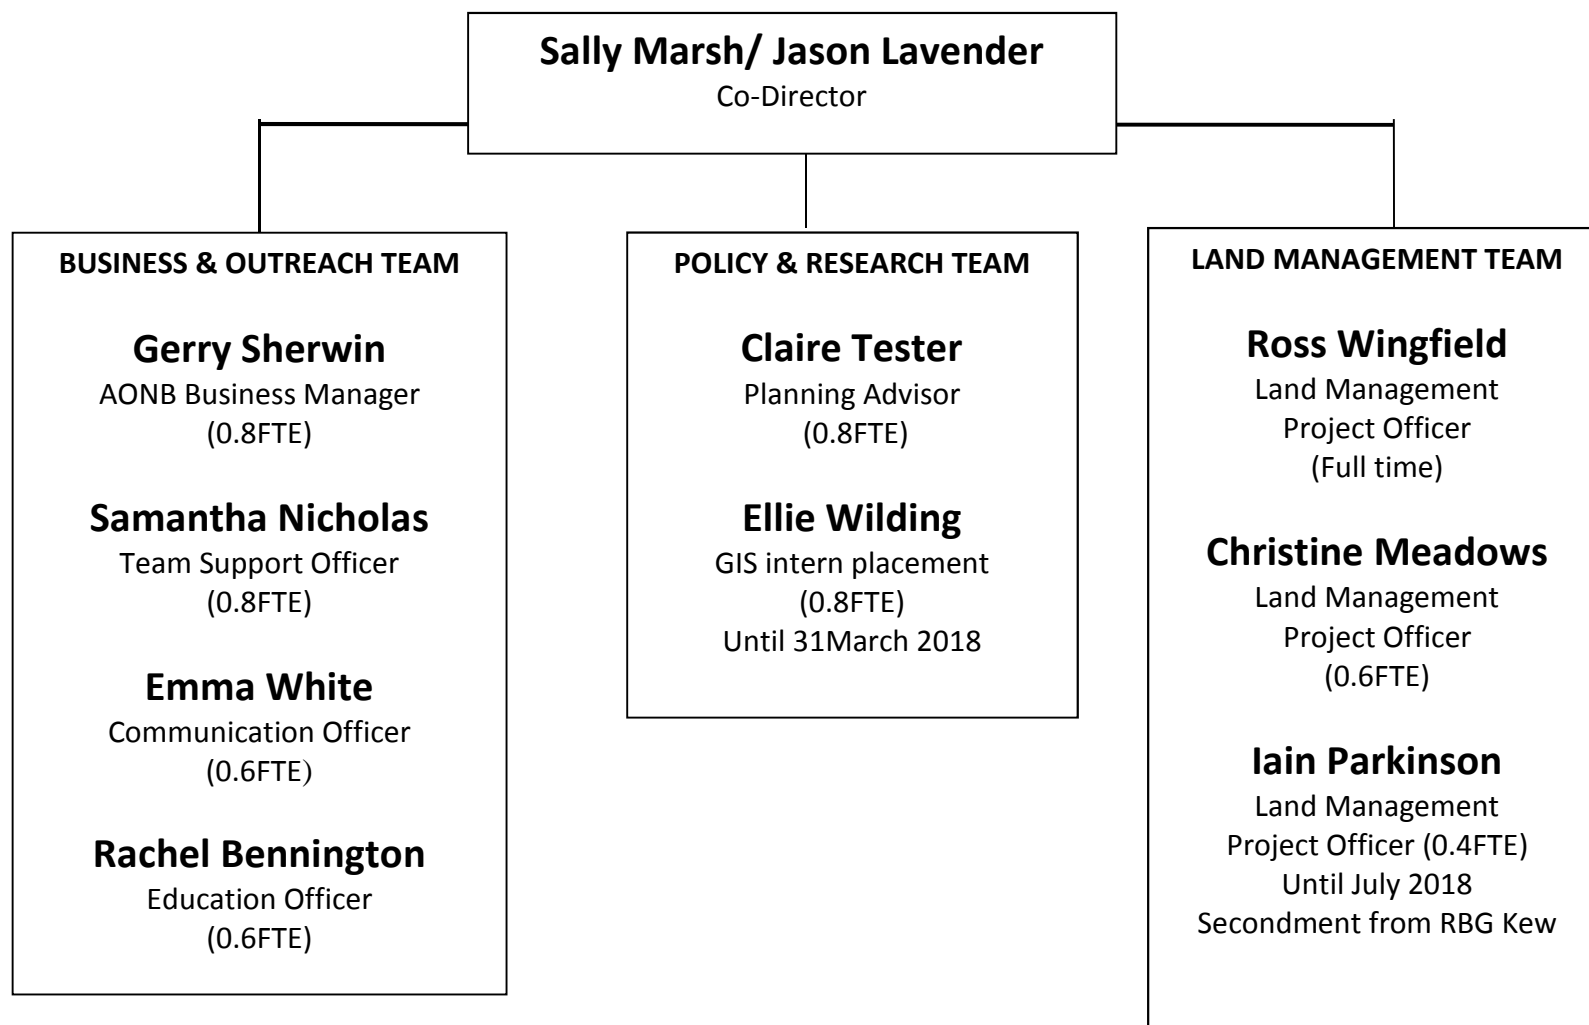 Sally Marsh/ Jason Lavender
Co-Director
BUSINESS & OUTREACH TEAM
Gerry Sherwin
AONB Business Manager
(0.8FTE)
Samantha Nicholas
Team Support Officer
(0.8FTE)
Emma White
Communication Officer
(0.6FTE)
Rachel Bennington
Education Officer
(0.6FTE)
POLICY & RESEARCH TEAM
Claire Tester
Planning Advisor
(0.8FTE)
Ellie Wilding
GIS intern placement
(0.8FTE)
Until 31March 2018
LAND MANAGEMENT TEAM
Ross Wingfield
Land Management
Project Officer
(Full time)
Christine Meadows
Land Management
Project Officer
(0.6FTE)
Iain Parkinson
Land Management
Project Officer (0.4FTE)
Until July 2018
Secondment from RBG Kew